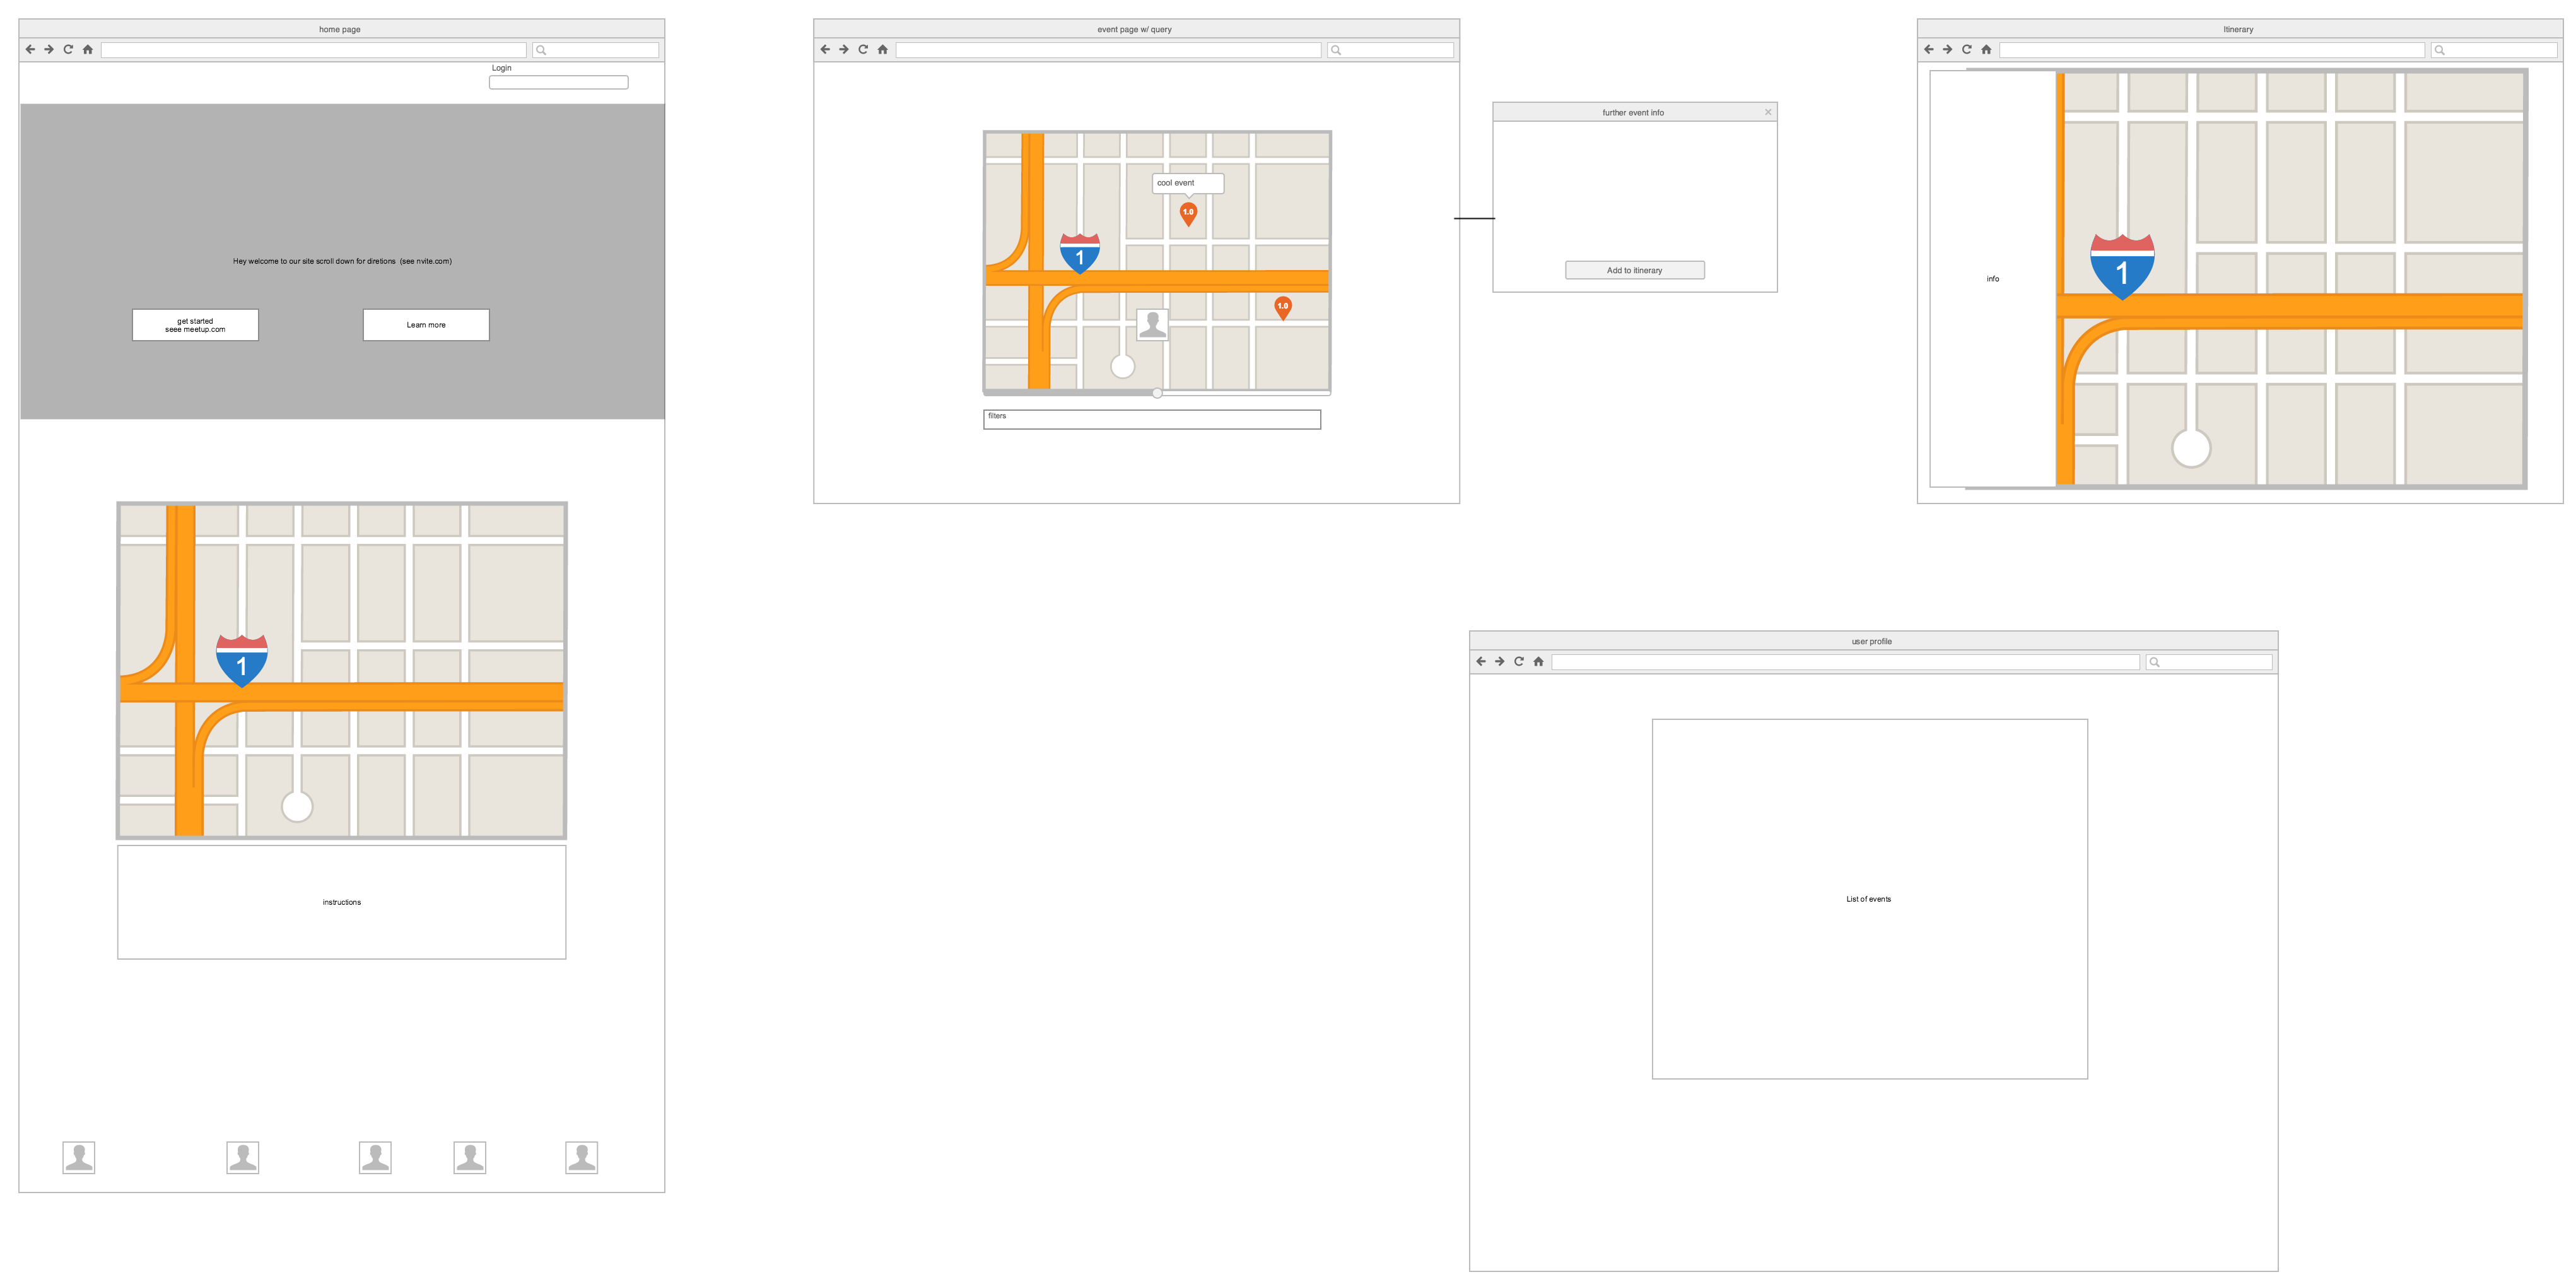 home page
Login
Hey welcome to our site scroll down for diretions (see nvite.com)
get started
seee meetup.com
Learn more
1
instructions
event page w/ query
cool event
1.0
1
1.0
filters
further event info
Add to itinerary
Itinerary
info
1
user profile
List of events